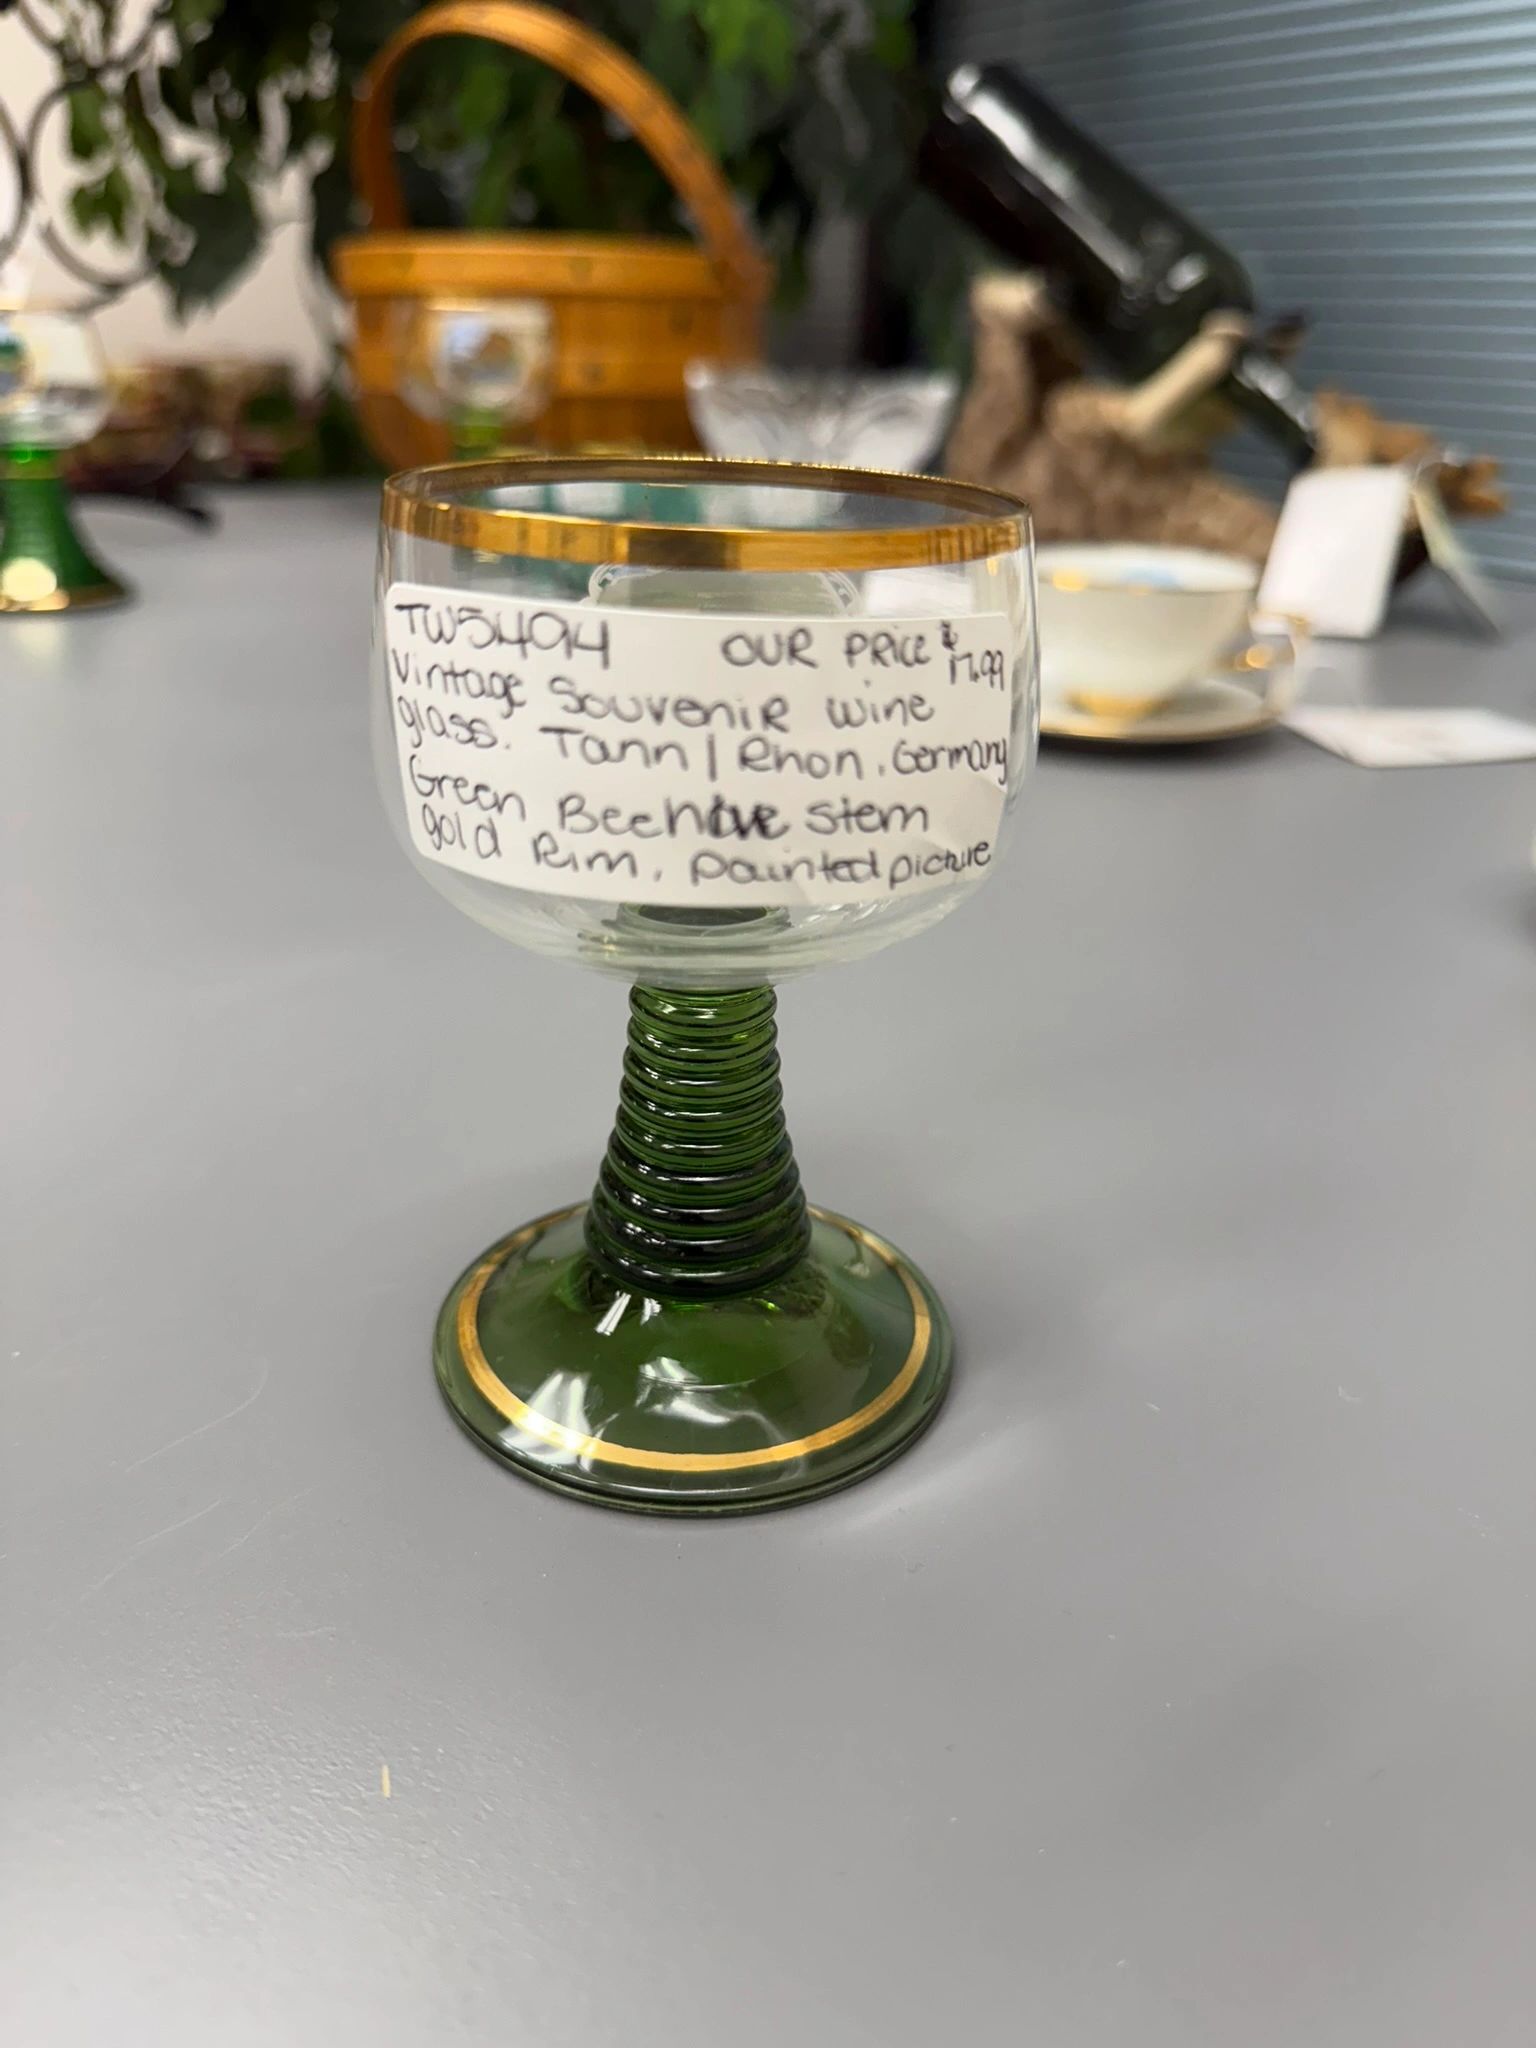 TW5494 OUR PRICE $17.99
Vintage Souvenir wine
glass. Tann/Rhon, Germany
Green Beehive stem
gold Rim, painted picture